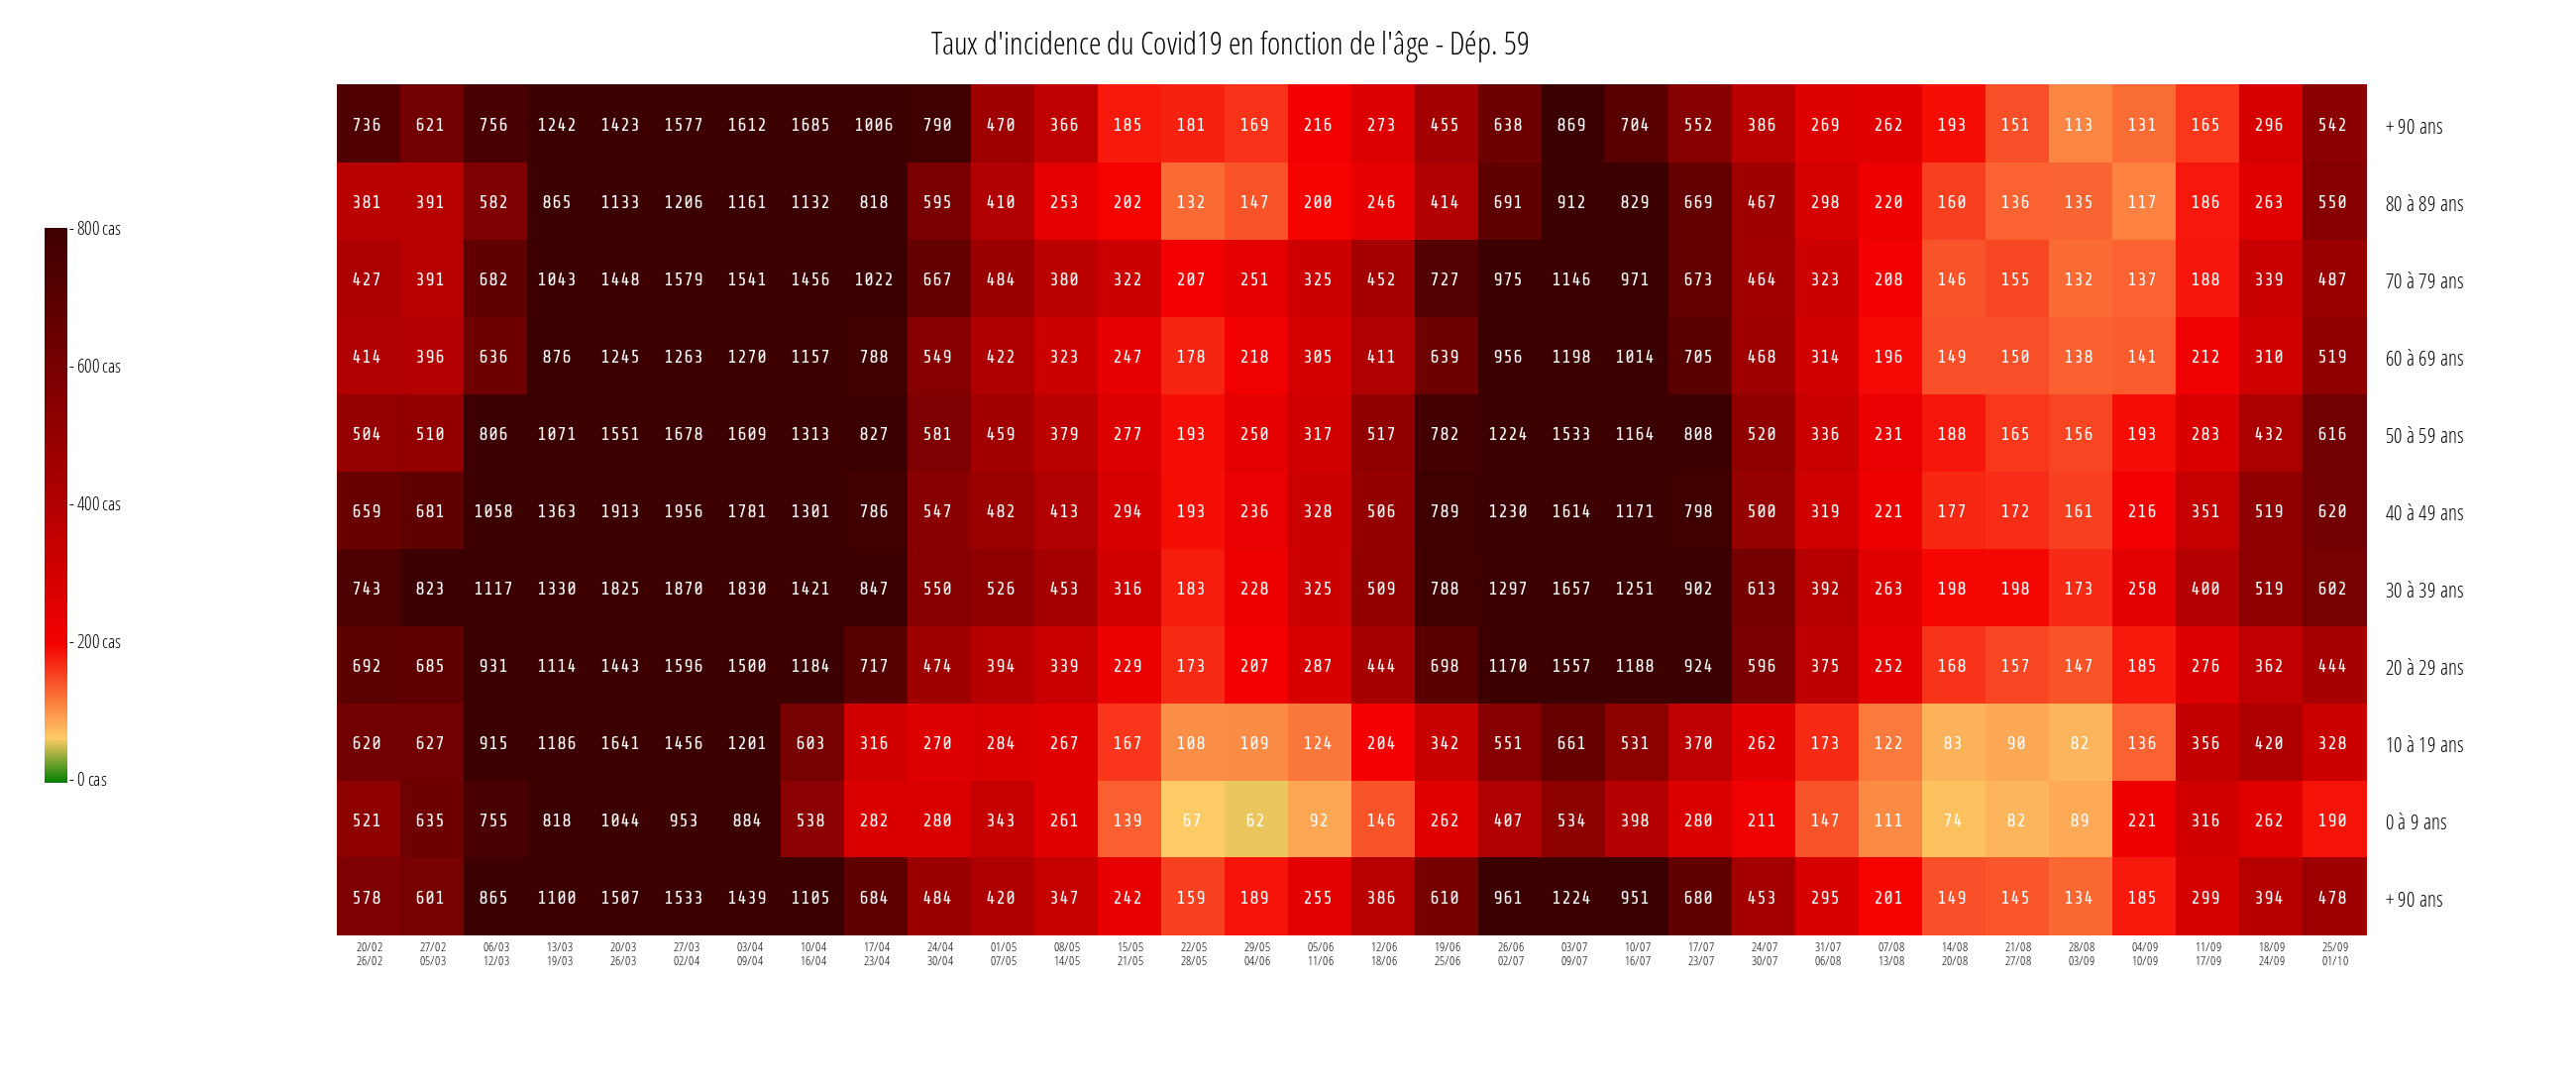 Taux d'incidence du Covid19 en fonction de l'âge - Dép. 59
- 800 cas
- 600 cas
- 400 cas
- 200 cas
- 0 cas
736 621 756 1242 1423 1577 1612 1685 1006 790 470 366 185 181 169 216 273 455 638 869 704 552 386 269 262 193 151 113 131 165 296 542 + 90 ans
381 391 582 865 1133 1206 1161 1132 818 595 410 253 202 132 147 200 246 414 691 912 829 669 467 298 220 160 136 135 117 186 263 550 80 à 89 ans
427 391 682 1043 1448 1579 1541 1456 1022 667 484 380 322 207 251 325 452 727 975 1146 971 673 464 323 208 146 155 132 137 188 339 487 70 à 79 ans
414 396 636 876 1245 1263 1270 1157 788 549 422 323 247 178 218 305 411 639 956 1198 1014 705 468 314 196 149 150 138 141 212 310 519 60 à 69 ans
504 510 806 1071 1551 1678 1609 1313 827 581 459 379 277 193 250 317 517 782 1224 1533 1164 808 520 336 231 188 165 156 193 283 432 616 50 à 59 ans
659 681 1058 1363 1913 1956 1781 1301 786 547 482 413 294 193 236 328 506 789 1230 1614 1171 798 500 319 221 177 172 161 216 351 519 620 40 à 49 ans
743 823 1117 1330 1825 1870 1830 1421 847 550 526 453 316 183 228 325 509 788 1297 1657 1251 902 613 392 263 198 198 173 258 400 519 602 30 à 39 ans
692 685 931 1114 1443 1596 1500 1184 717 474 394 339 229 173 207 287 444 698 1170 1557 1188 924 596 375 252 168 157 147 185 276 362 444 20 à 29 ans
620 627 915 1186 1641 1456 1201 603 316 270 284 267 167 108 109 124 204 342 551 661 531 370 262 173 122 83 90 82 136 356 420 328 10 à 19 ans
521 635 755 818 1044 953 884 538 282 280 343 261 139 67 62 92 146 262 407 534 398 280 211 147 111 74 82 89 221 316 262 190 0 à 9 ans
578 601 865 1100 1507 1533 1439 1105 684 484 420 347 242 159 189 255 386 610 961 1224 951 680 453 295 201 149 145 134 185 299 394 478 + 90 ans
20/02 27/02 06/03 13/03 20/03 27/03 03/04 10/04 17/04 24/04 01/05 08/05 15/05 22/05 29/05 05/06 12/06 19/06 26/06 03/07 10/07 17/07 24/07 31/07 07/08 14/08 21/08 28/08 04/09 11/09 18/09 25/09
26/02 05/03 12/03 19/03 26/03 02/04 09/04 16/04 23/04 30/04 07/05 14/05 21/05 28/05 04/06 11/06 18/06 25/06 02/07 09/07 16/07 23/07 30/07 06/08 13/08 20/08 27/08 03/09 10/09 17/09 24/09 01/10